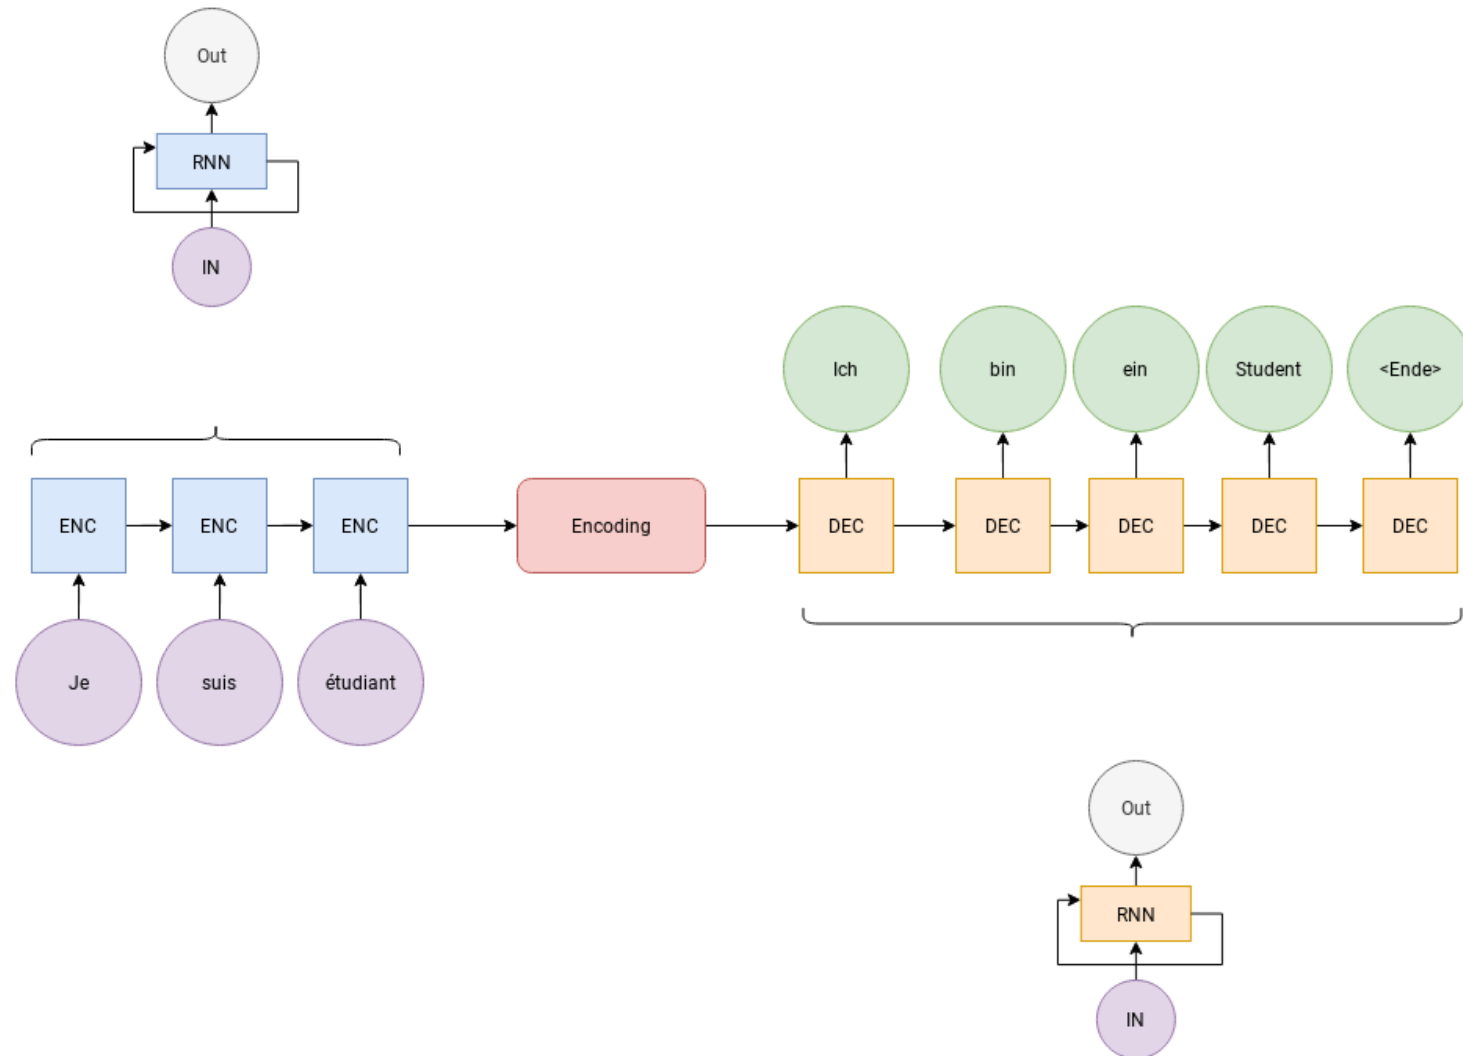 Out
RNN
IN
Ich bin ein Student <Ende>
ENC ENC ENC Encoding DEC DEC DEC DEC DEC
Je suis étudiant
Out
RNN
IN